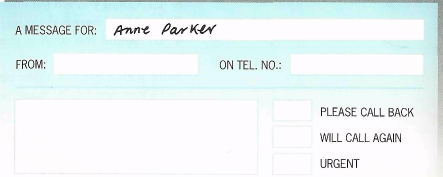 A MESSAGE FOR: Anne Parker
FROM: ON TEL. NO.:
PLEASE CALL BACK
WILL CALL AGAIN
URGENT